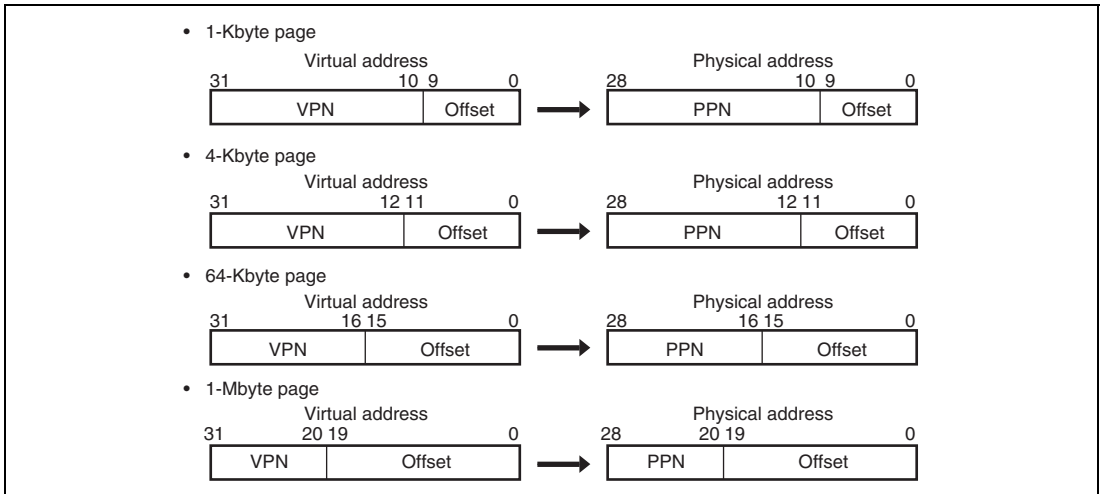 • 1-Kbyte page
Virtual address Physical address
31 10 9 0 28 10 9 0
VPN Offset PPN Offset
• 4-Kbyte page
Virtual address Physical address
31 12 11 0 28 12 11 0
VPN Offset PPN Offset
• 64-Kbyte page
Virtual address Physical address
31 16 15 0 28 16 15 0
VPN Offset PPN Offset
• 1-Mbyte page
Virtual address Physical address
31 20 19 0 28 20 19 0
VPN Offset PPN Offset